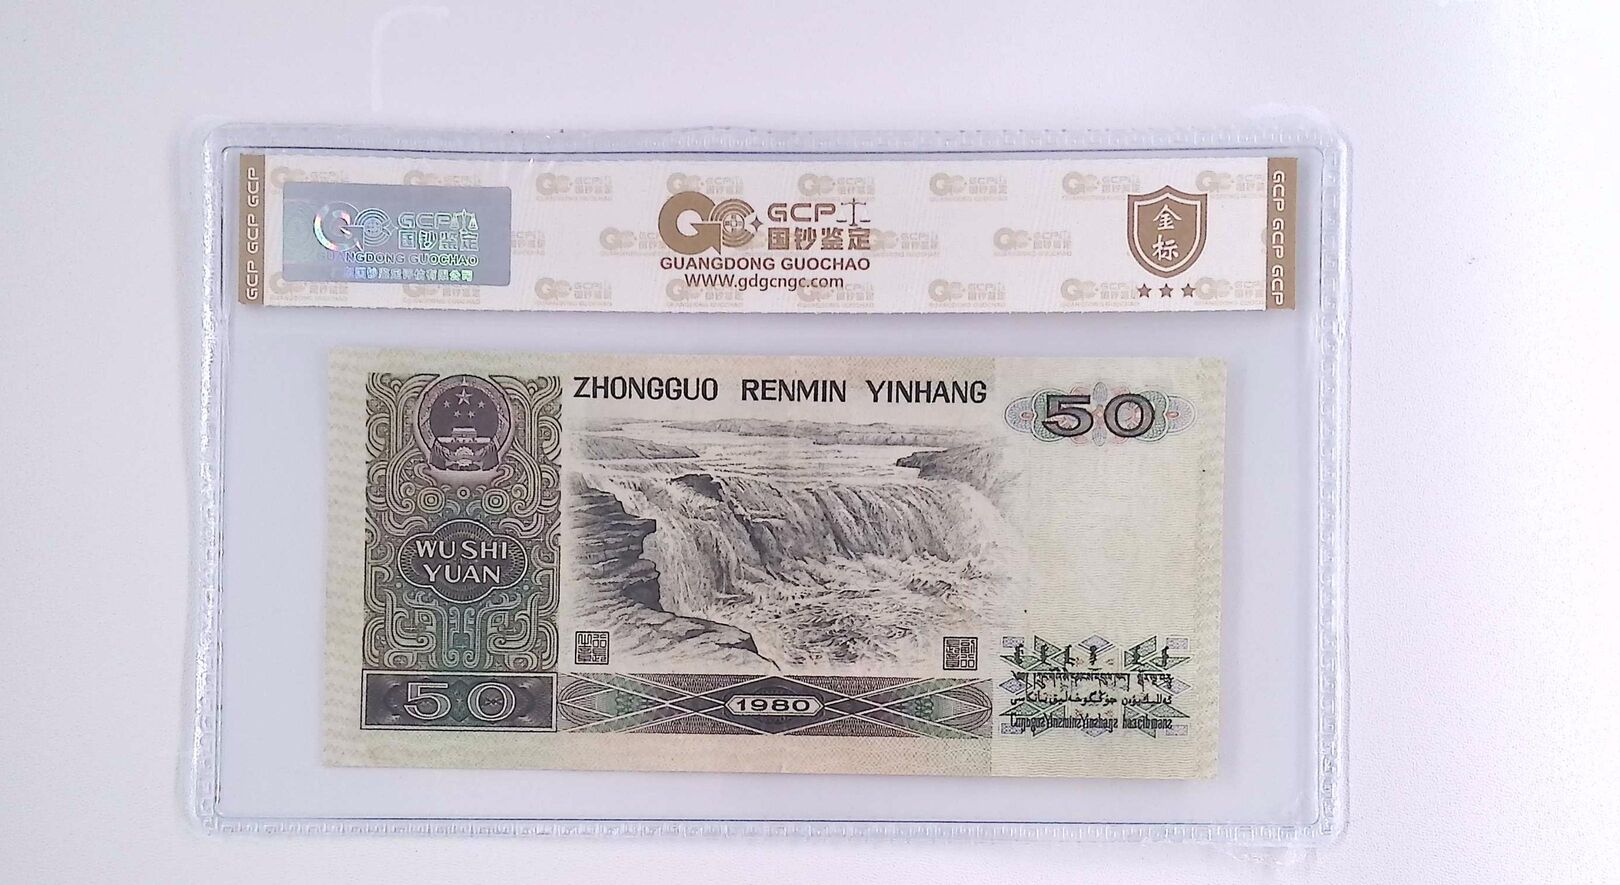 GCP GCP GCP
GCP
国钞鉴定
GUANGDONG GUOCHAO
GCP
国钞鉴定
GUANGDONG GUOCHAO
WWW.gdgcngc.com
金
标
GCP GCP GCP
ZHONGGUO RENMIN YINHANG
50
WU SHI
YUAN
50
1980